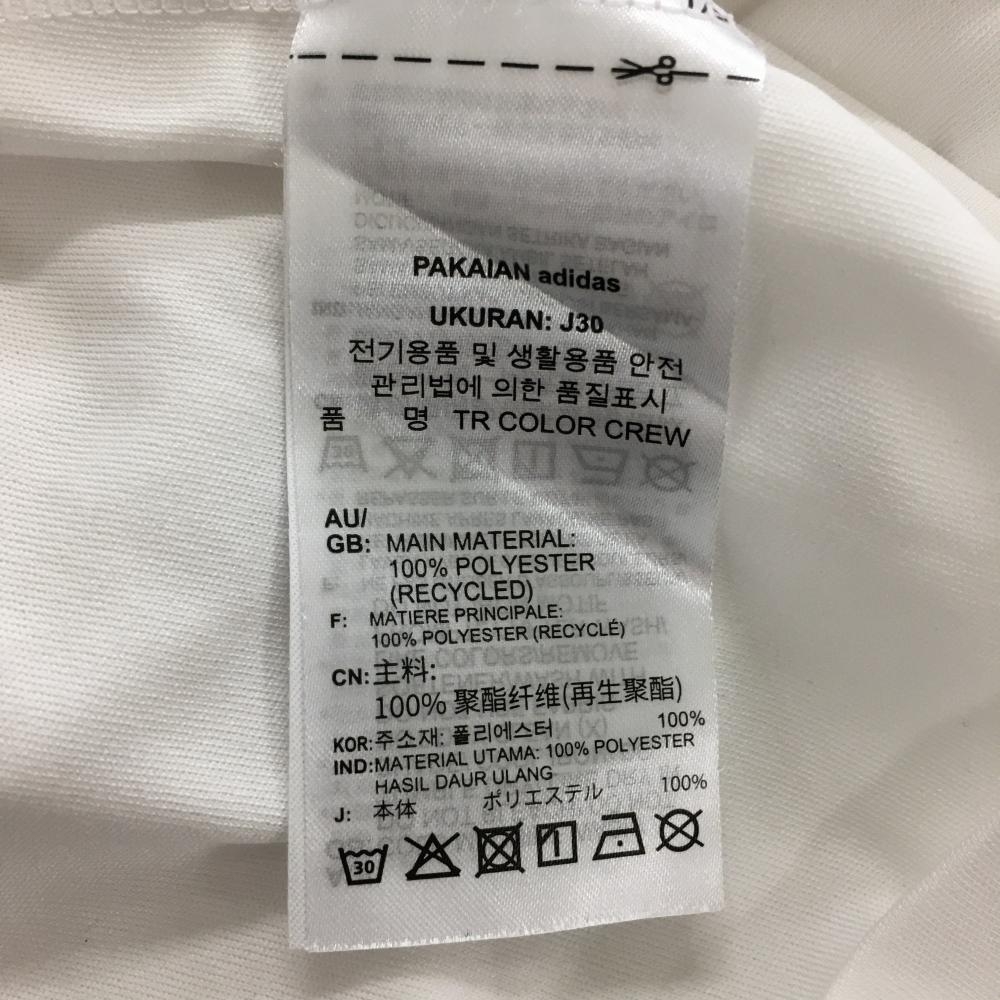 PAKAIAN adidas
UKURAN: J30
전기용품 및 생활용품 안전
관리법에 의한 품질표시
품 명 TR COLOR CREW
AU/
GB: MAIN MATERIAL:
100% POLYESTER
(RECYCLED)
F: MATIERE PRINCIPALE:
100% POLYESTER (RECYCLÉ)
CN: 主料:
100% 聚酯纤维(再生聚酯)
KOR: 주소재: 폴리에스터 100%
IND: MATERIAL UTAMA: 100% POLYESTER
HASIL DAUR ULANG
J: 本体 ポリエステル 100%
30